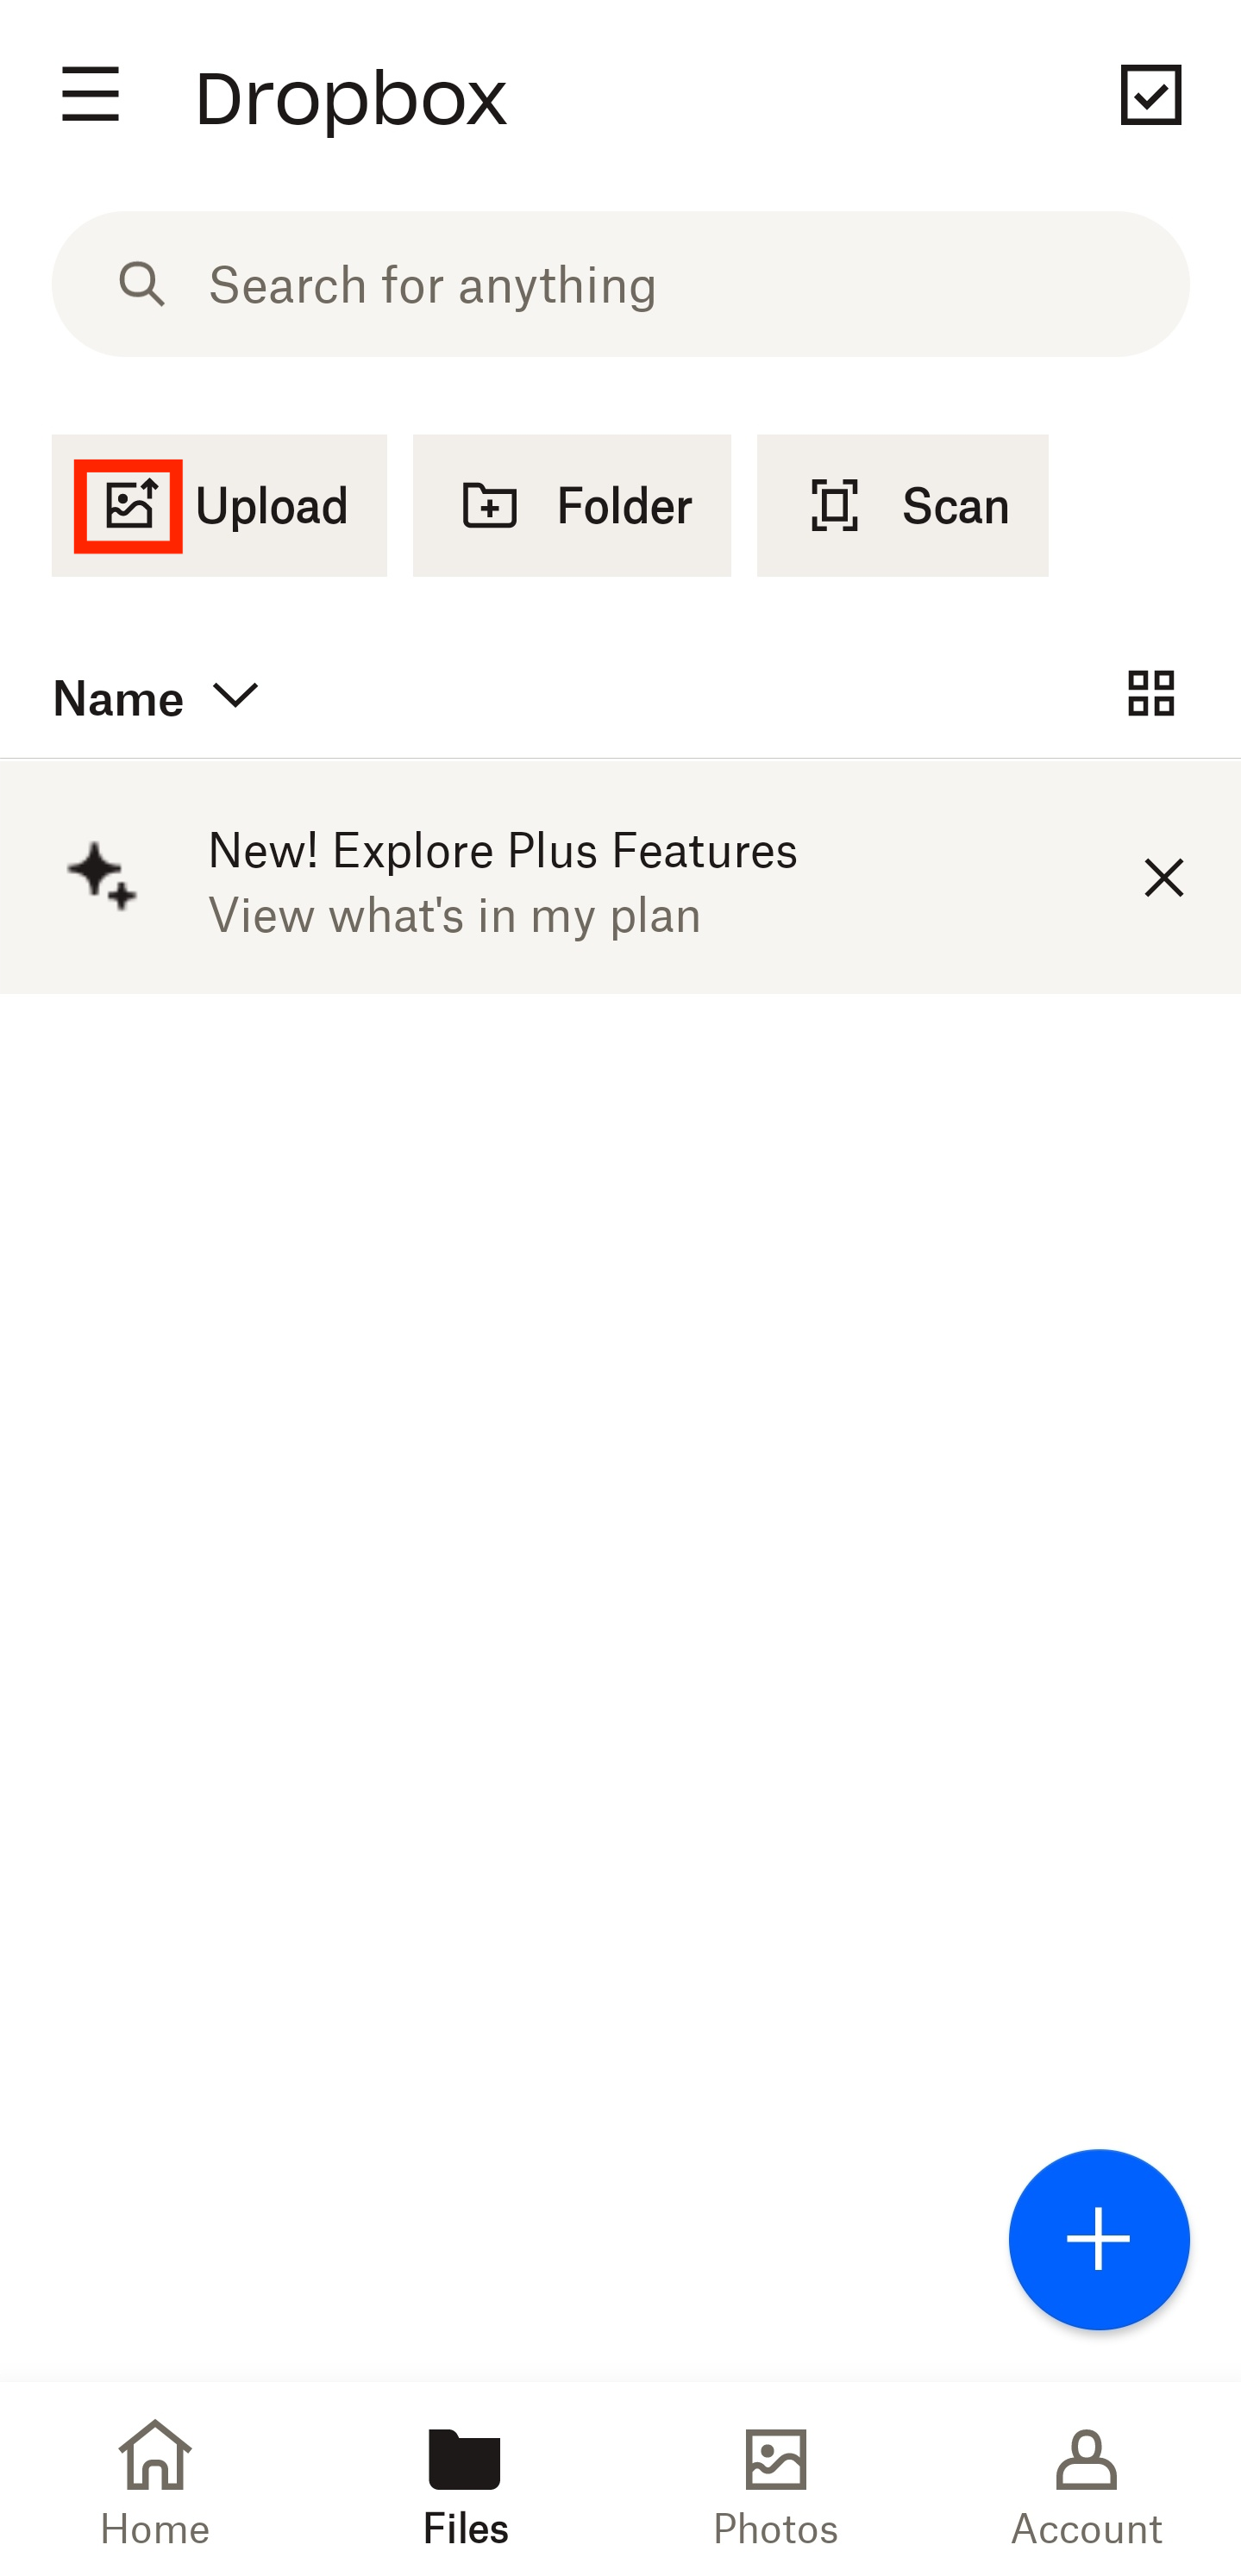 Dropbox
Search for anything
Upload Folder Scan
Name
New! Explore Plus Features
View what's in my plan
Home Files Photos Account